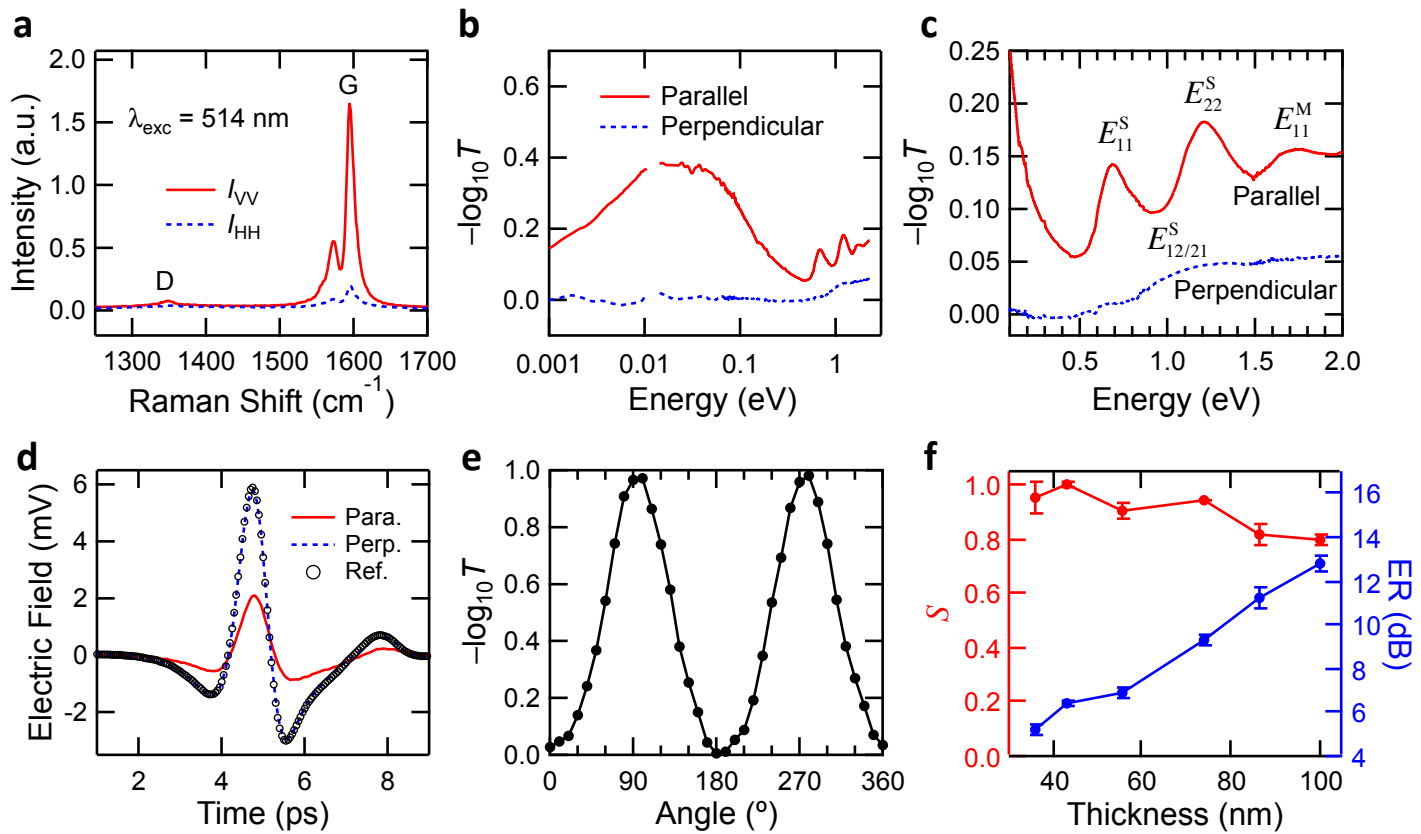 a
2.0
1.5
1.0
0.5
0.0
Intensity (a.u.)
λexc = 514 nm
IVV
IHH
D
G
1300
1400
1500
1600
1700
Raman Shift (cm⁻¹)
b
0.6
0.4
0.2
0.0
−log10T
Parallel
Perpendicular
0.001
0.01
0.1
1
Energy (eV)
c
0.25
0.20
0.15
0.10
0.05
0.00
−log10T
E11S
E22S
E11M
Parallel
E12/21S
Perpendicular
0.5
1.0
1.5
2.0
Energy (eV)
d
6
4
2
0
-2
Electric Field (mV)
Para.
Perp.
Ref.
2
4
6
8
Time (ps)
e
1.0
0.8
0.6
0.4
0.2
0.0
−log10T
0
90
180
270
360
Angle (º)
f
1.0
0.8
0.6
0.4
0.2
0.0
S
16
14
12
10
8
6
4
ER (dB)
40
60
80
100
Thickness (nm)